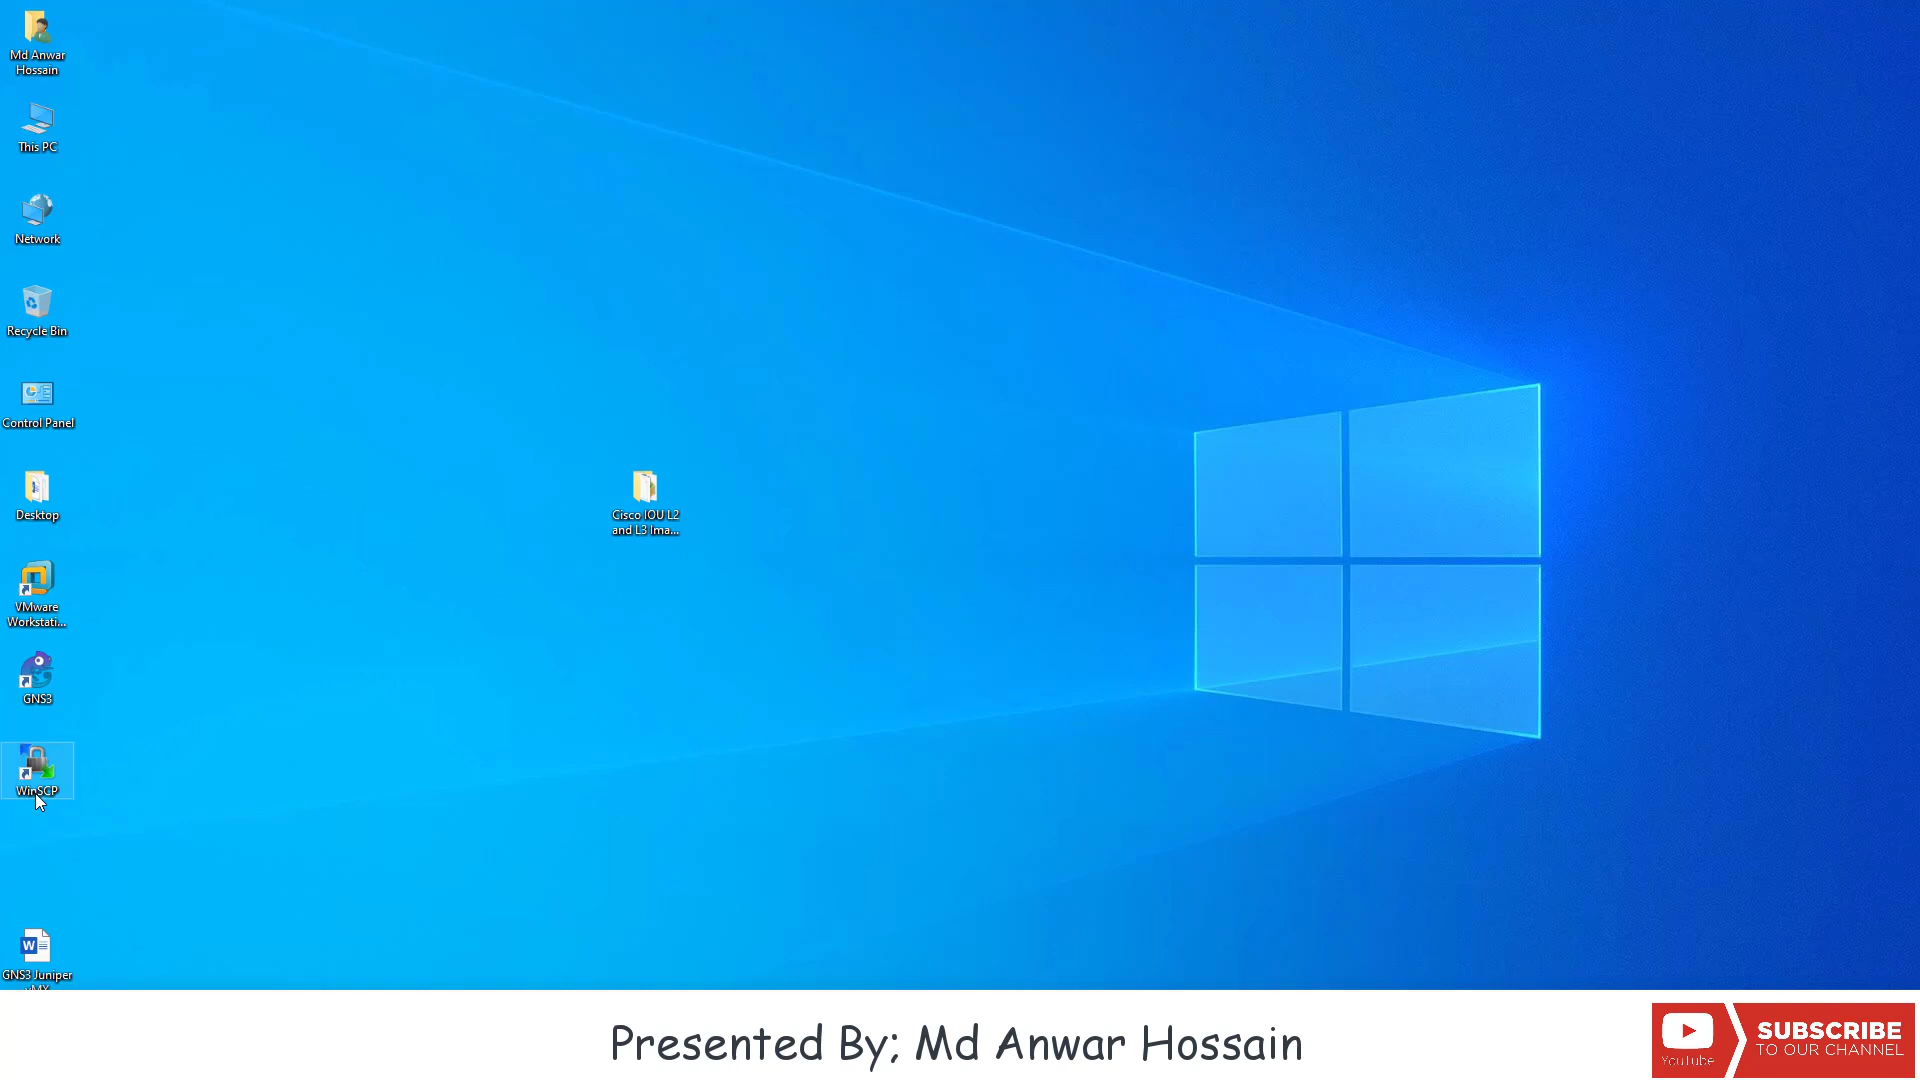 Md Anwar
Hossain
This PC
Network
Recycle Bin
Control Panel
Desktop
Cisco IOU L2
and L3 Ima...
VMware
Workstati...
GNS3
WinSCP
W
GNS3 Juniper
vMX
Presented By; Md Anwar Hossain
YouTube
SUBSCRIBE
TO OUR CHANNEL